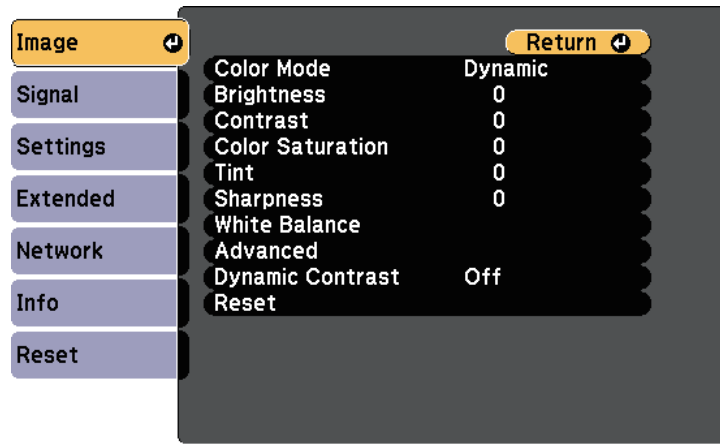 Image
Signal
Settings
Extended
Network
Info
Reset
Return
Color Mode Dynamic
Brightness 0
Contrast 0
Color Saturation 0
Tint 0
Sharpness 0
White Balance
Advanced
Dynamic Contrast Off
Reset